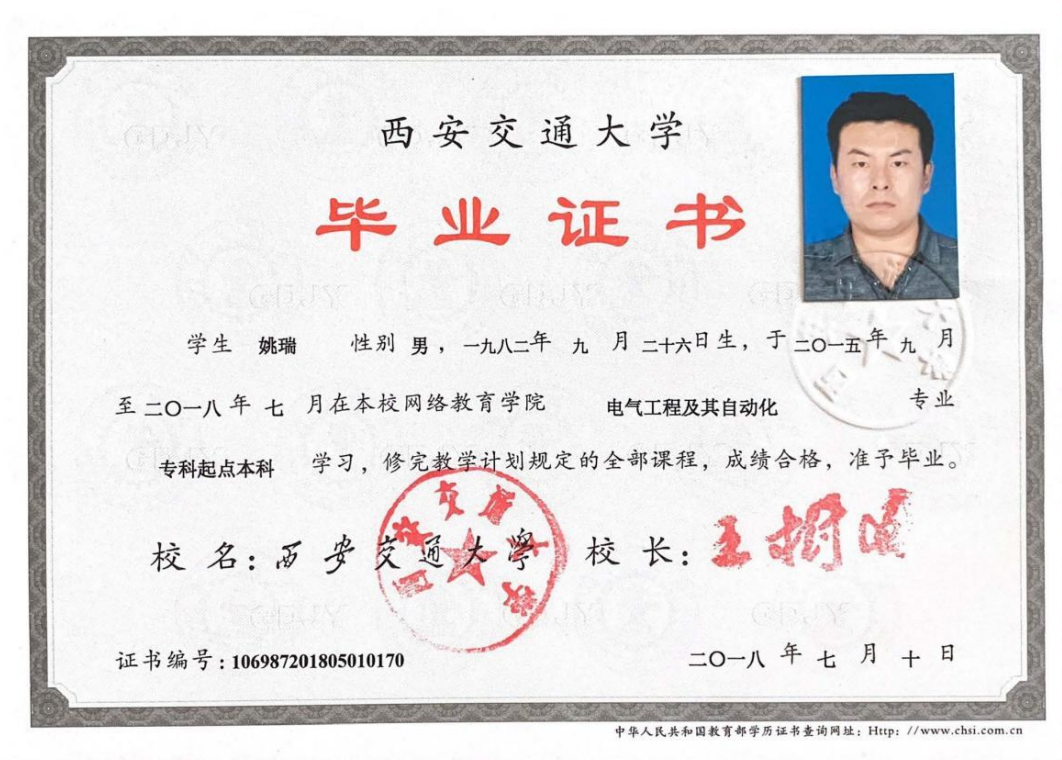 西安交通大学
毕业证书
学生 姚瑞 性别 男，一九八二年 九 月 二十六日生，于 二〇一五年 九 月
至 二〇一八 年 七 月在本校网络教育学院 电气工程及其自动化 专业
专科起点本科 学习，修完教学计划规定的全部课程，成绩合格，准予毕业。
校 名：西安交通大学 校 长：王树国
证书编号：106987201805010170 二〇一八 年 七 月 十 日
中华人民共和国教育部学历证书查询网址：Http：//www.chsi.com.cn